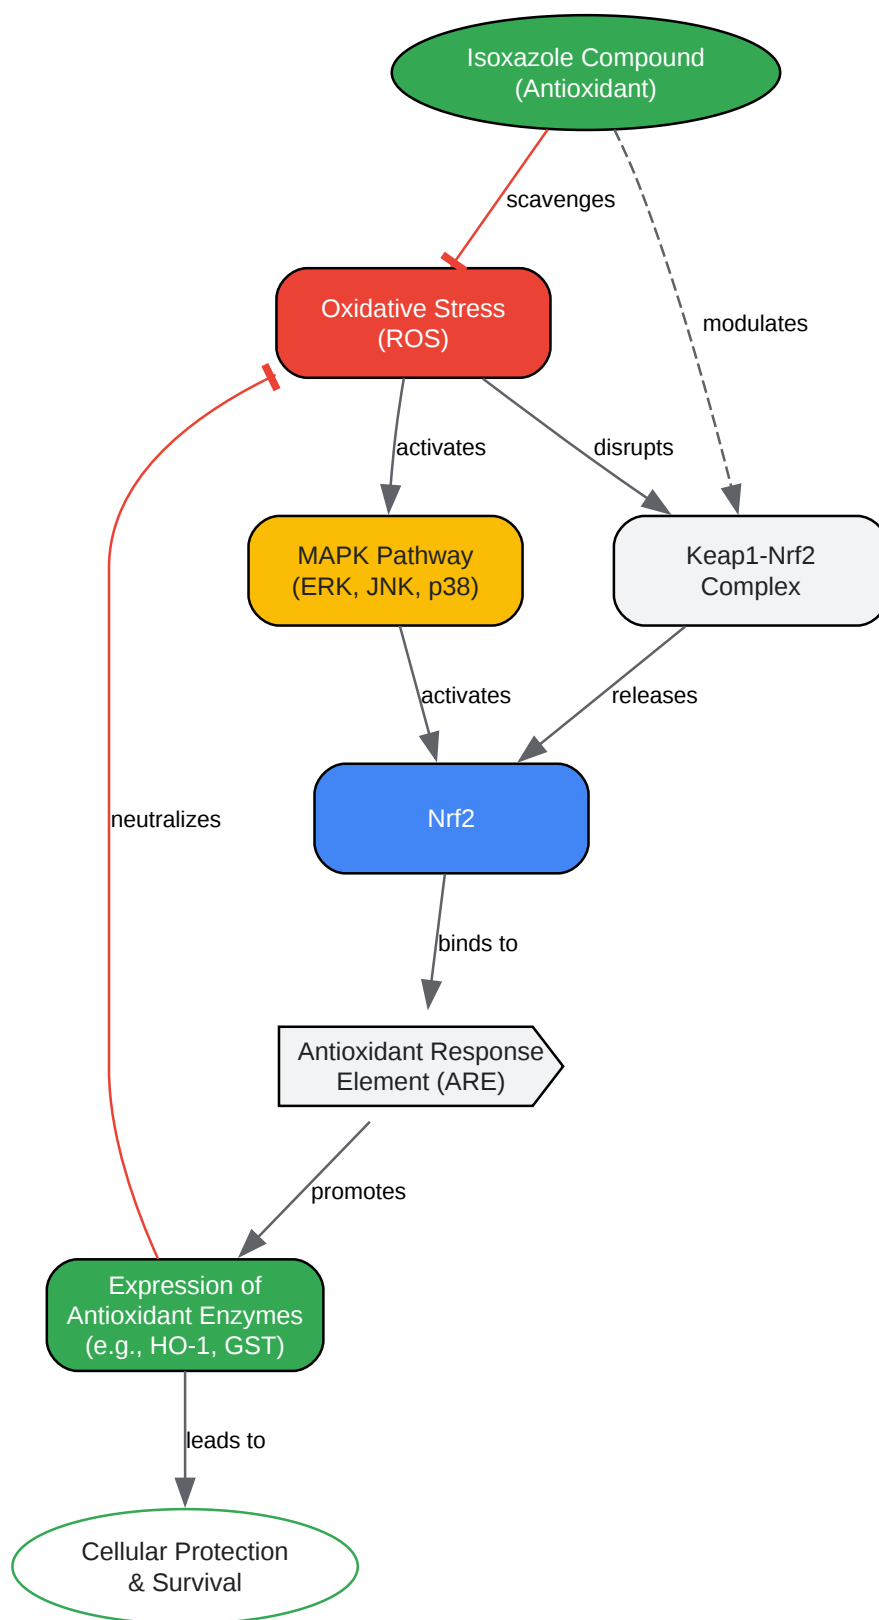 Isoxazole Compound
(Antioxidant)
scavenges
Oxidative Stress
(ROS)
modulates
activates
disrupts
MAPK Pathway
(ERK, JNK, p38)
Keap1-Nrf2
Complex
activates
releases
Nrf2
neutralizes
binds to
Antioxidant Response
Element (ARE)
promotes
Expression of
Antioxidant Enzymes
(e.g., HO-1, GST)
leads to
Cellular Protection
& Survival